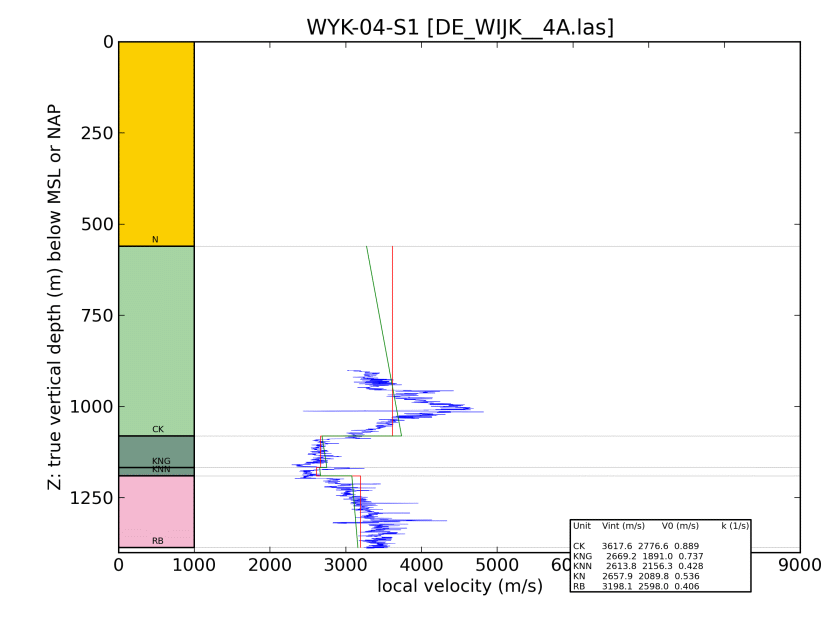 WYK-04-S1 [DE_WIJK__4A.las]
Z: true vertical depth (m) below MSL or NAP
0
250
500
750
1000
1250
N
CK
KNG
KNN
RB
Unit Vint (m/s) V0 (m/s) k (1/s)
CK 3617.6 2776.6 0.889
KNG 2669.2 1891.0 0.737
KNN 2613.8 2156.3 0.428
KN 2657.9 2089.8 0.536
RB 3198.1 2598.0 0.406
0 1000 2000 3000 4000 5000 60 9000
local velocity (m/s)